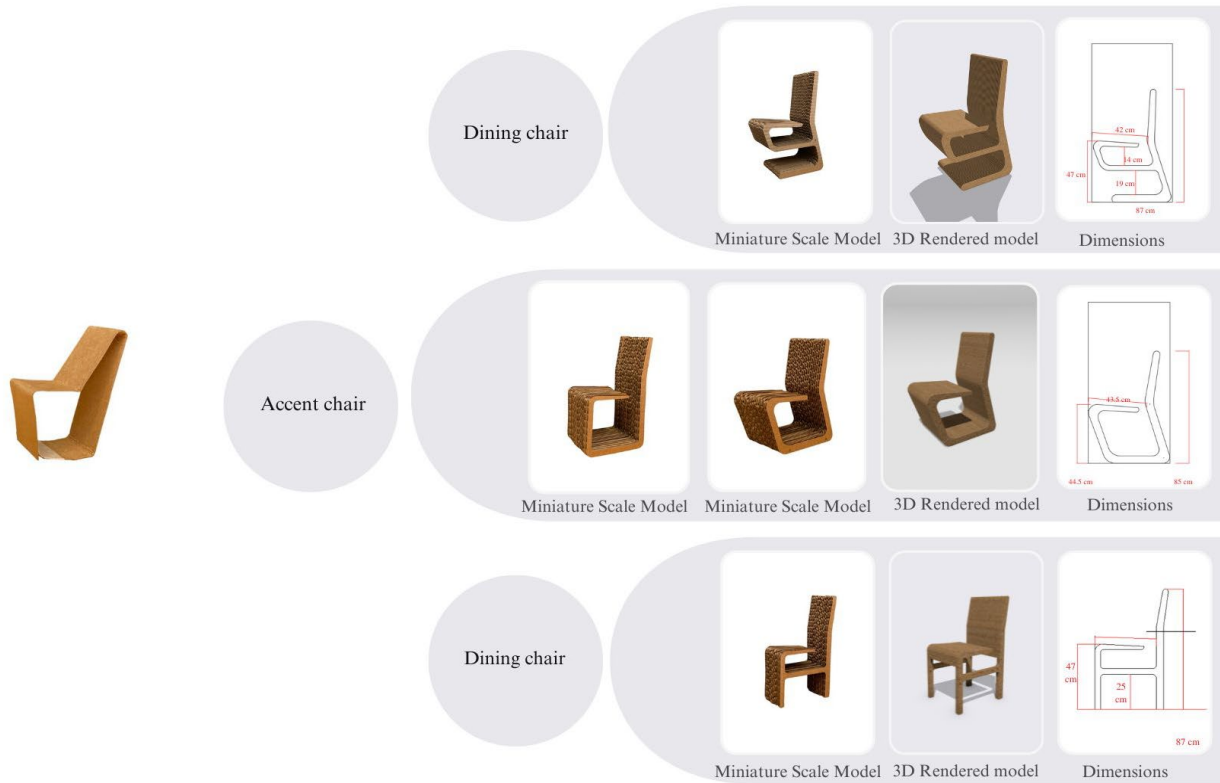 Dining chair
42 cm
14 cm
47 cm
19 cm
87 cm
Miniature Scale Model
3D Rendered model
Dimensions
Accent chair
43.5 cm
44.5 cm
85 cm
Miniature Scale Model
Miniature Scale Model
3D Rendered model
Dimensions
Dining chair
47
cm
25
cm
87 cm
Miniature Scale Model
3D Rendered model
Dimensions